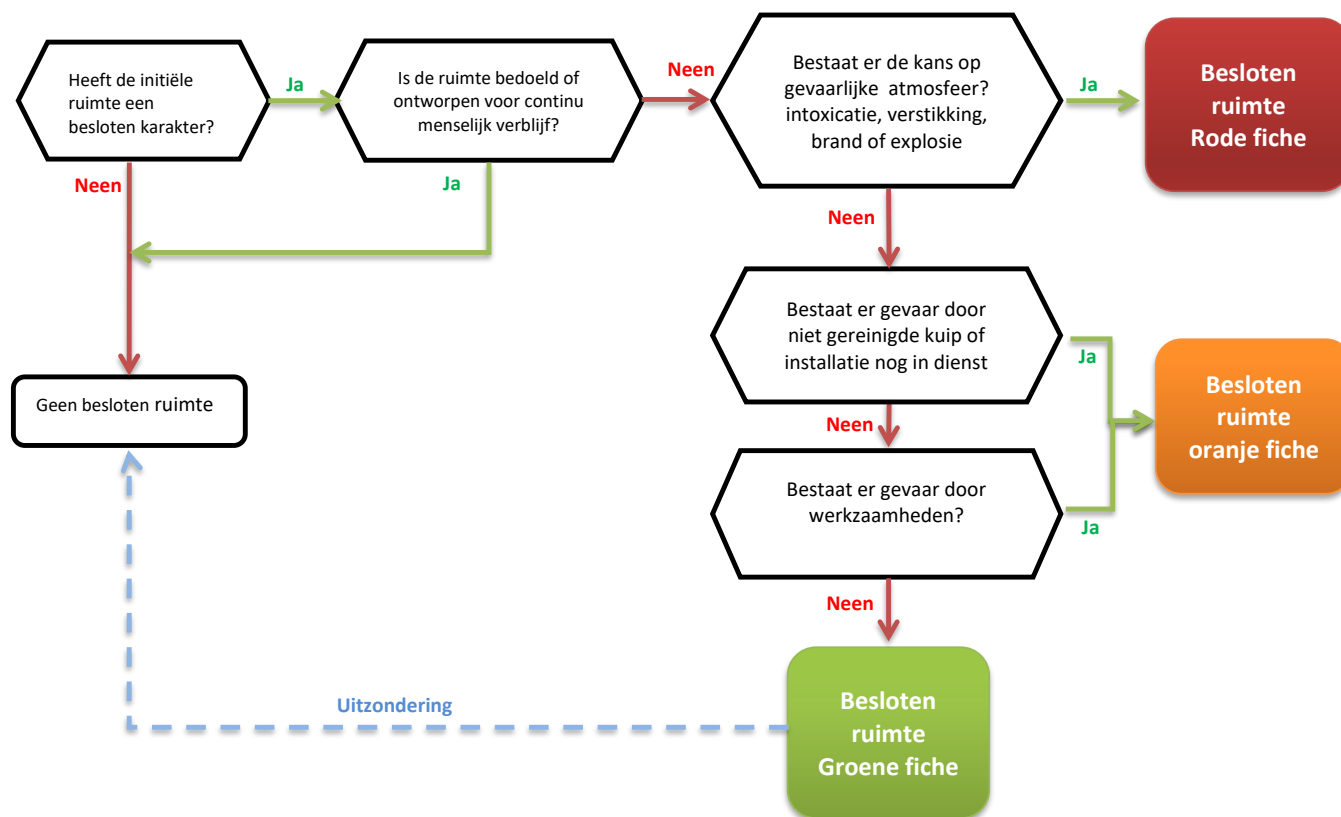 Heeft de initiële
ruimte een
besloten karakter?
Ja
Is de ruimte bedoeld of
ontworpen voor continu
menselijk verblijf?
Neen
Bestaat er de kans op
gevaarlijke atmosfeer?
intoxicatie, verstikking,
brand of explosie
Ja
Besloten
ruimte
Rode fiche
Neen
Ja
Neen
Bestaat er gevaar door
niet gereinigde kuip of
installatie nog in dienst
Ja
Besloten
ruimte
oranje fiche
Geen besloten ruimte
Neen
Bestaat er gevaar door
werkzaamheden?
Ja
Neen
Uitzondering
Besloten
ruimte
Groene fiche